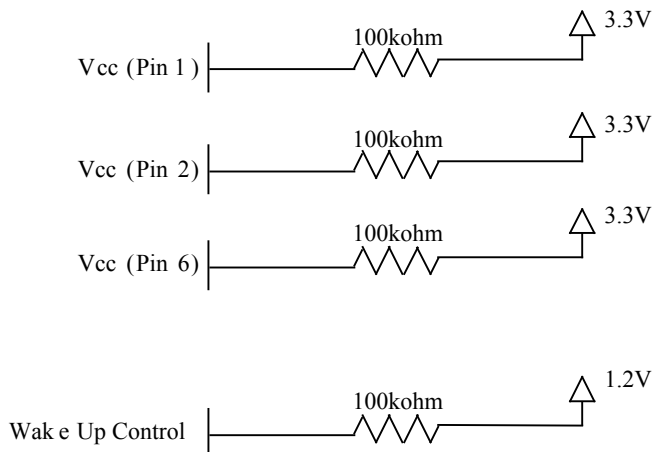 100kohm 3.3V
Vcc (Pin 1)
100kohm 3.3V
Vcc (Pin 2)
100kohm 3.3V
Vcc (Pin 6)
100kohm 1.2V
Wake Up Control